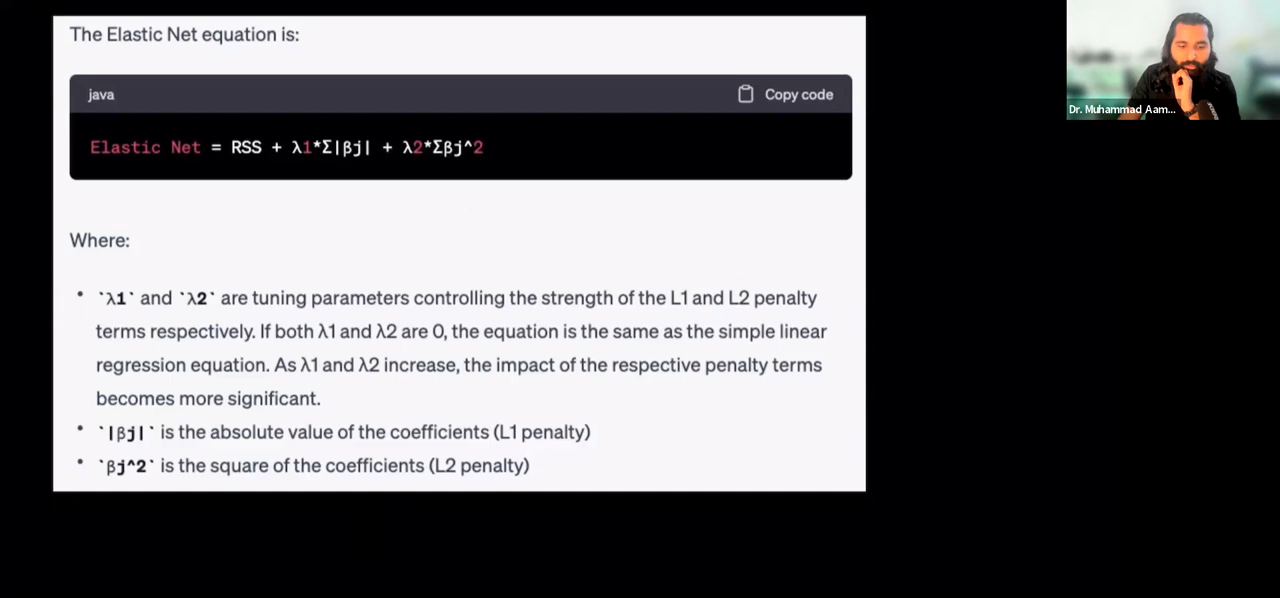 The Elastic Net equation is:
java
Copy code
Elastic Net = RSS + λ1*Σ|βj| + λ2*Σβj^2
Where:
• `λ1` and `λ2` are tuning parameters controlling the strength of the L1 and L2 penalty
terms respectively. If both λ1 and λ2 are 0, the equation is the same as the simple linear
regression equation. As λ1 and λ2 increase, the impact of the respective penalty terms
becomes more significant.
• `|βj|` is the absolute value of the coefficients (L1 penalty)
• `βj^2` is the square of the coefficients (L2 penalty)
Dr. Muhammad Aam...